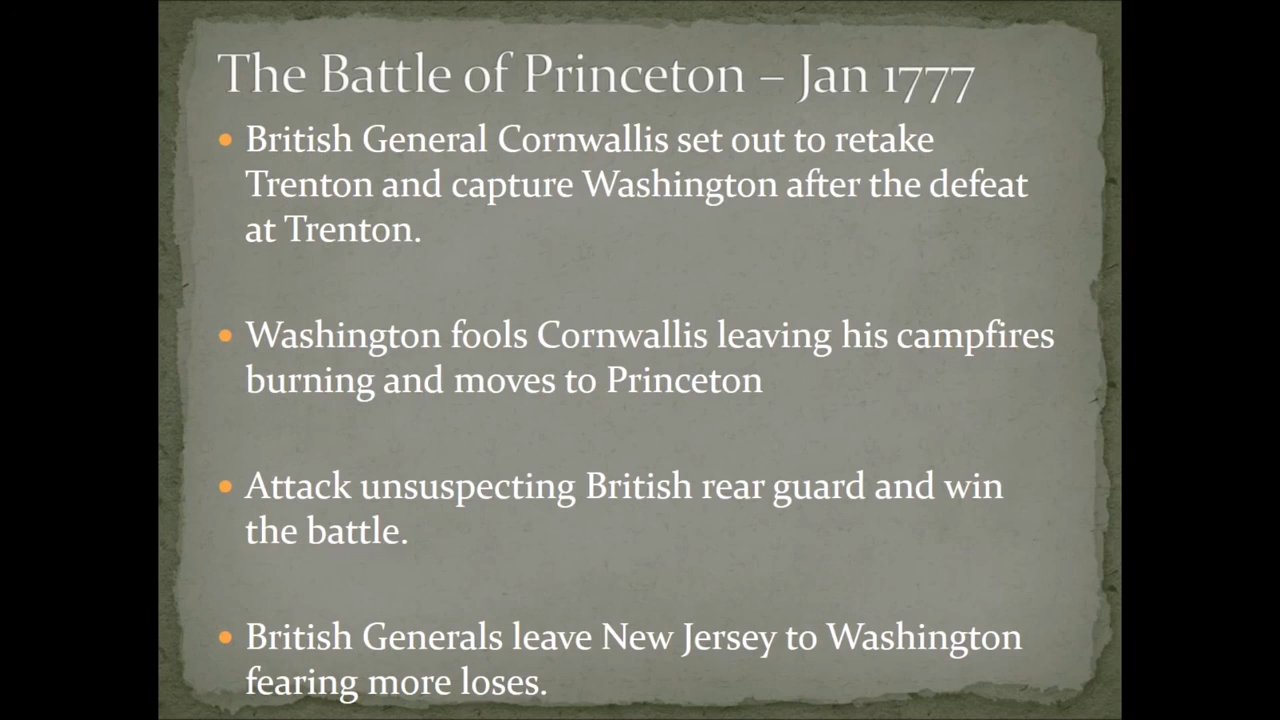 The Battle of Princeton – Jan 1777
• British General Cornwallis set out to retake
Trenton and capture Washington after the defeat
at Trenton.
• Washington fools Cornwallis leaving his campfires
burning and moves to Princeton
• Attack unsuspecting British rear guard and win
the battle.
• British Generals leave New Jersey to Washington
fearing more loses.